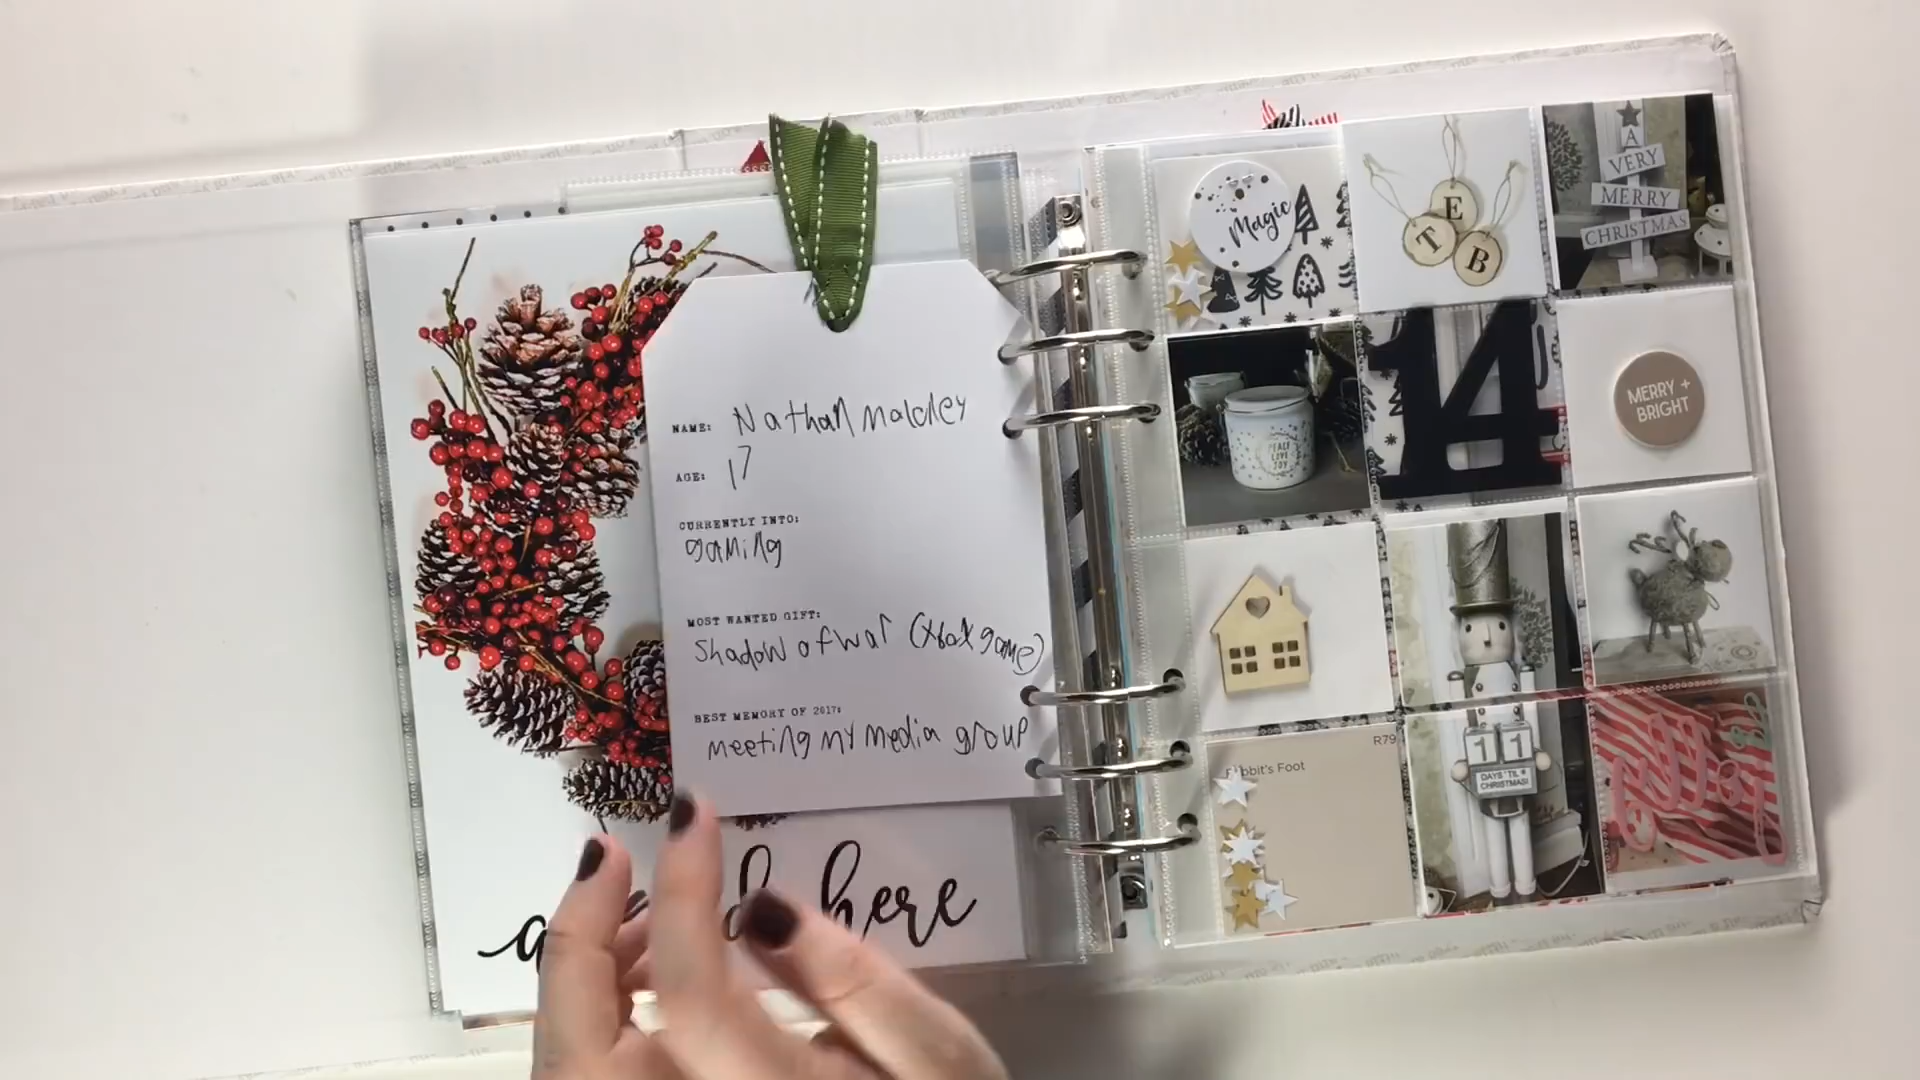 NAME: Nathan Malcley
AGE: 17
CURRENTLY INTO:
gaming
MOST WANTED GIFT:
Shadow of war (xbox game)
BEST MEMORY OF 2017:
meeting my media group
here
Magic
E
T
B
A
VERY
MERRY
CHRISTMAS
PEACE
LOVE
JOY
14
MERRY +
BRIGHT
R79
Rabbit's Foot
11
DAYS 'TIL
CHRISTMAS!